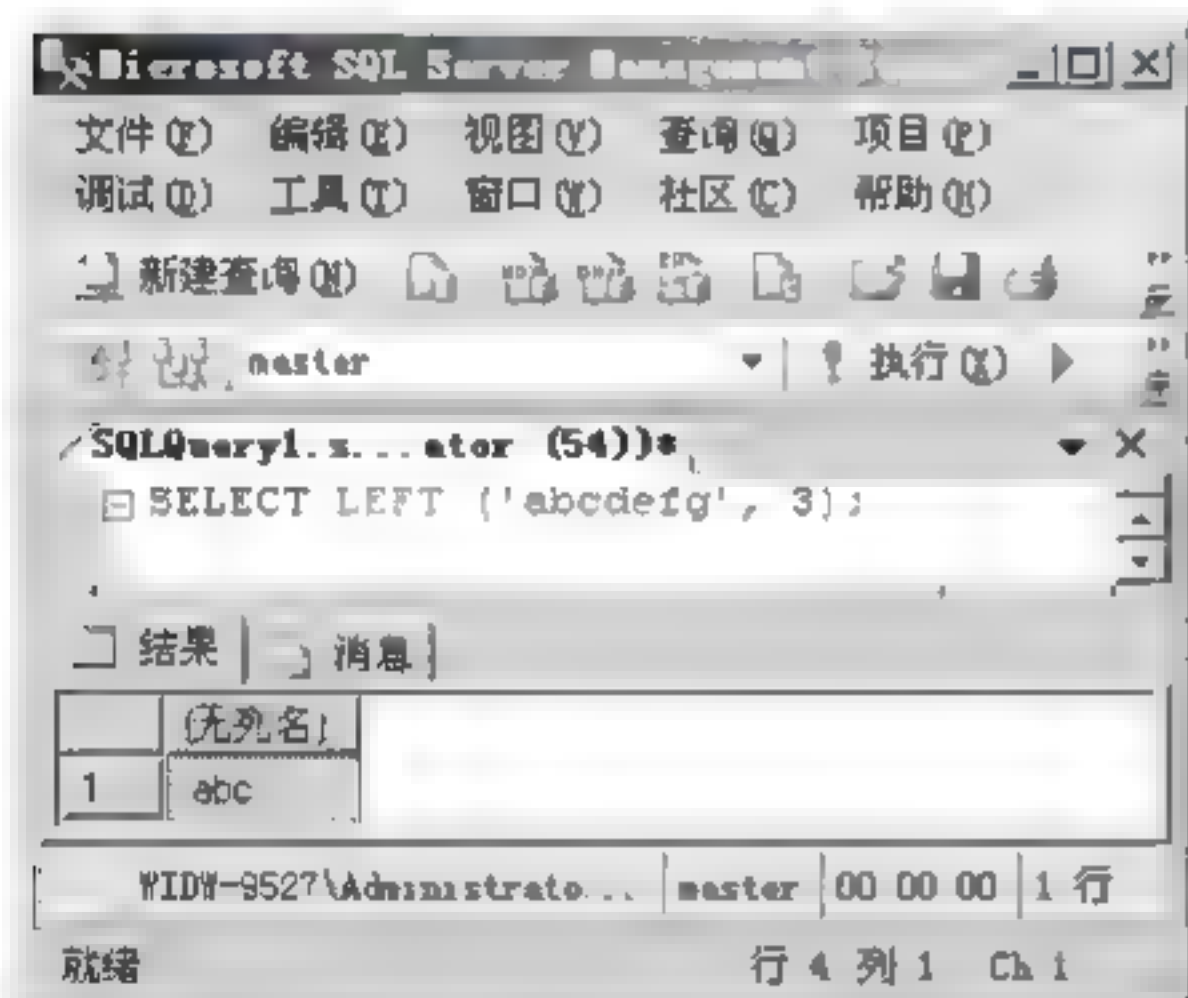 Microsoft SQL Server Management
文件(F) 编辑(E) 视图(V) 查询(Q) 项目(P)
调试(D) 工具(T) 窗口(W) 社区(C) 帮助(H)
新建查询(N)
master 执行(X)
SQLQuery1.s...ator (54))*
SELECT LEFT ('abcdefg', 3);
结果 消息
(无列名)
1 abc
WIDW-9527\Administrato... master 00 00 00 1 行
就绪 行 4 列 1 Ch 1